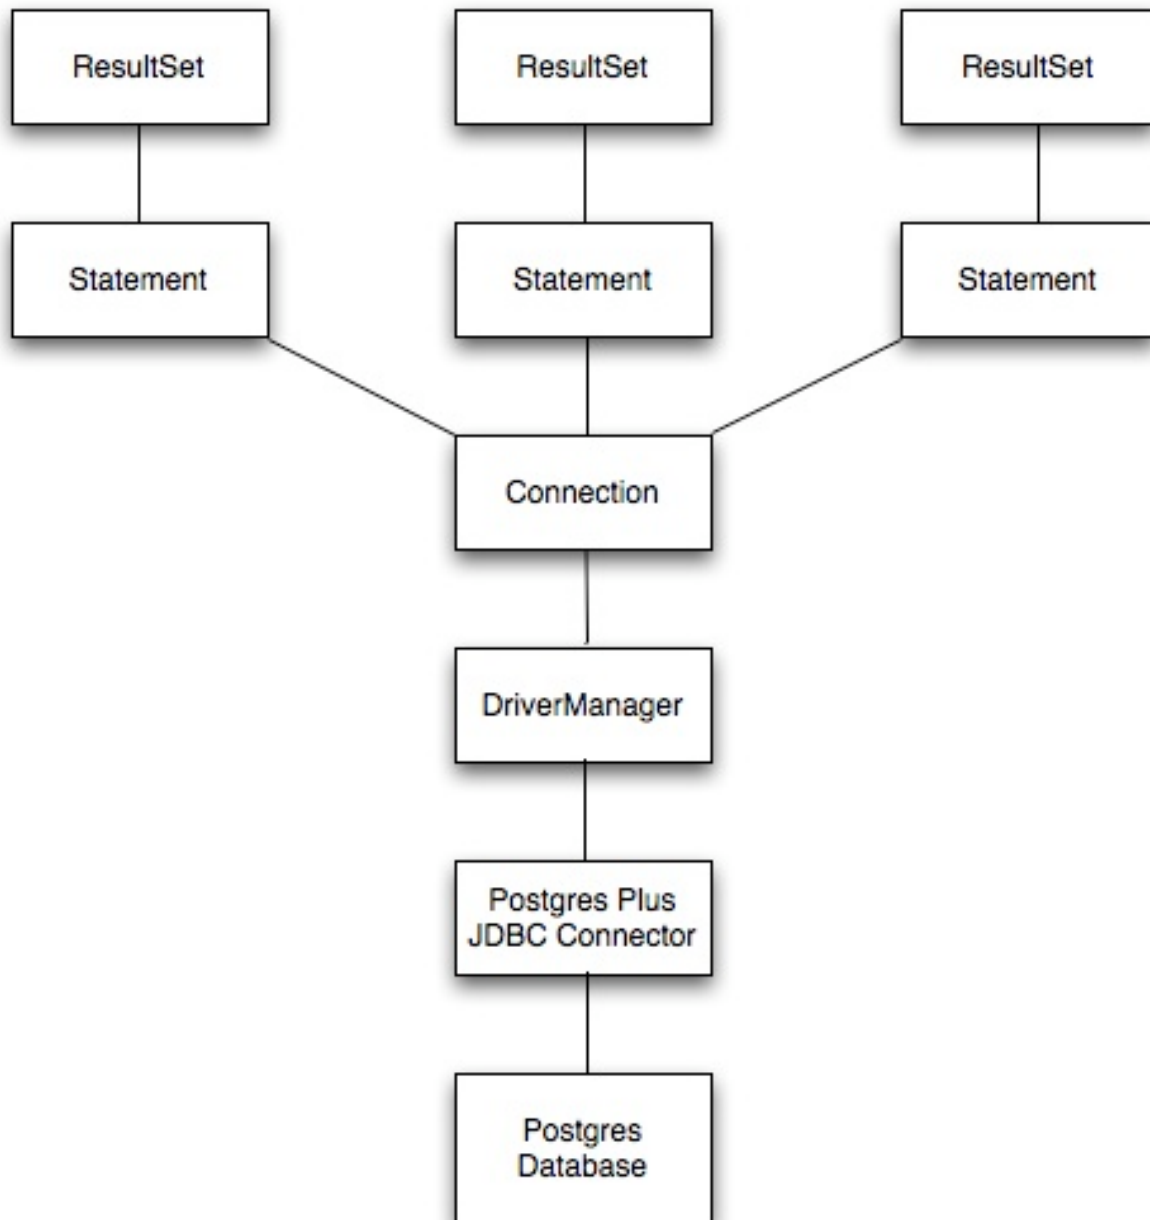 ResultSet
ResultSet
ResultSet
Statement
Statement
Statement
Connection
DriverManager
Postgres Plus
JDBC Connector
Postgres
Database